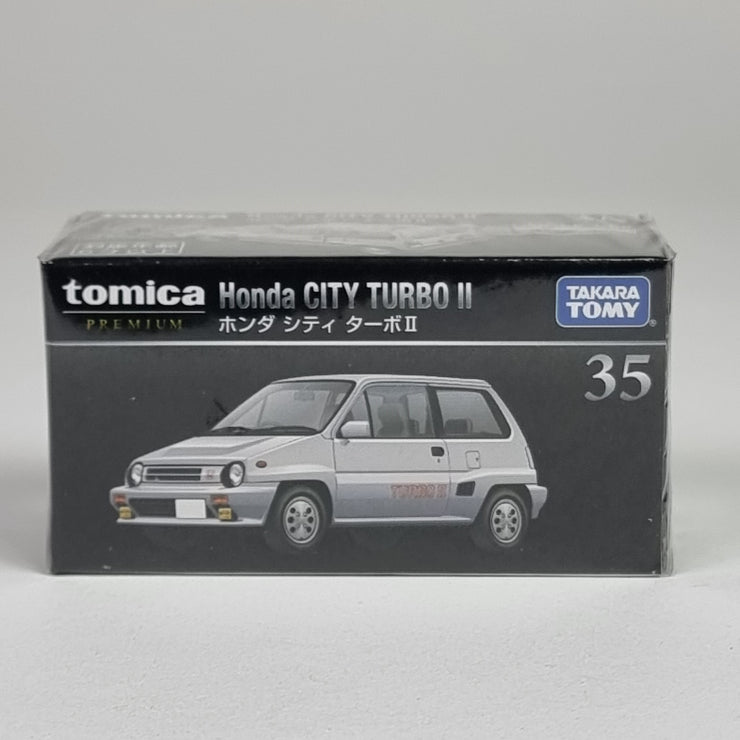 tomica
PREMIUM
Honda CITY TURBO II
ホンダ シティ ターボⅡ
TAKARA
TOMY®
35
TURBO II